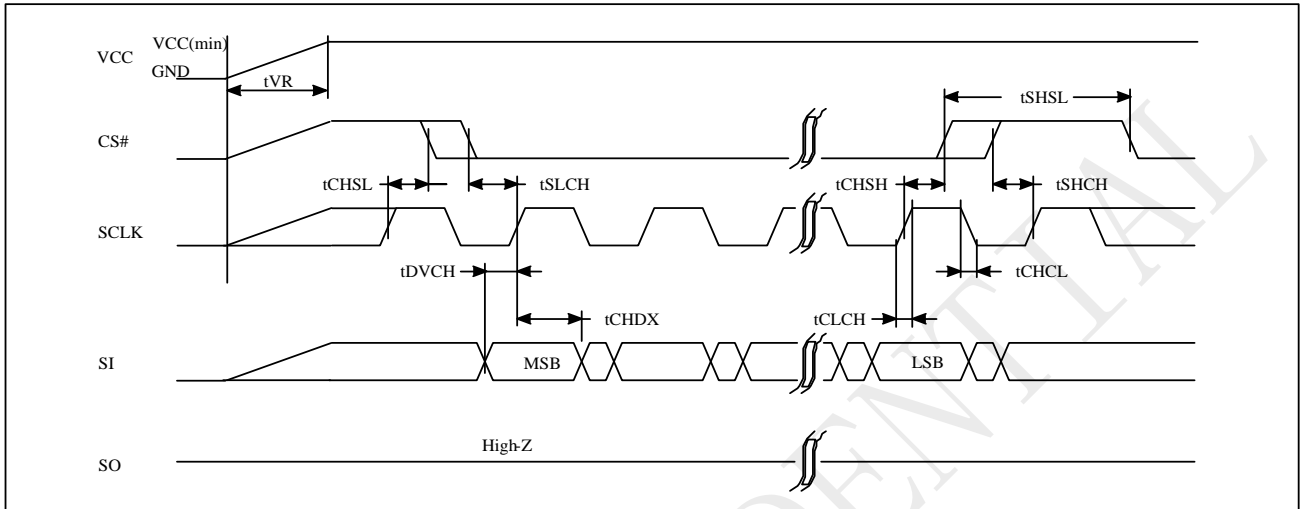 VCC
VCC(min)
GND
tVR
CS#
tSHSL
tCHSL
tSLCH
tCHSH
tSHCH
SCLK
tDVCH
tCHCL
tCHDX
tCLCH
SI
MSB
LSB
SO
High-Z
ENTIAL